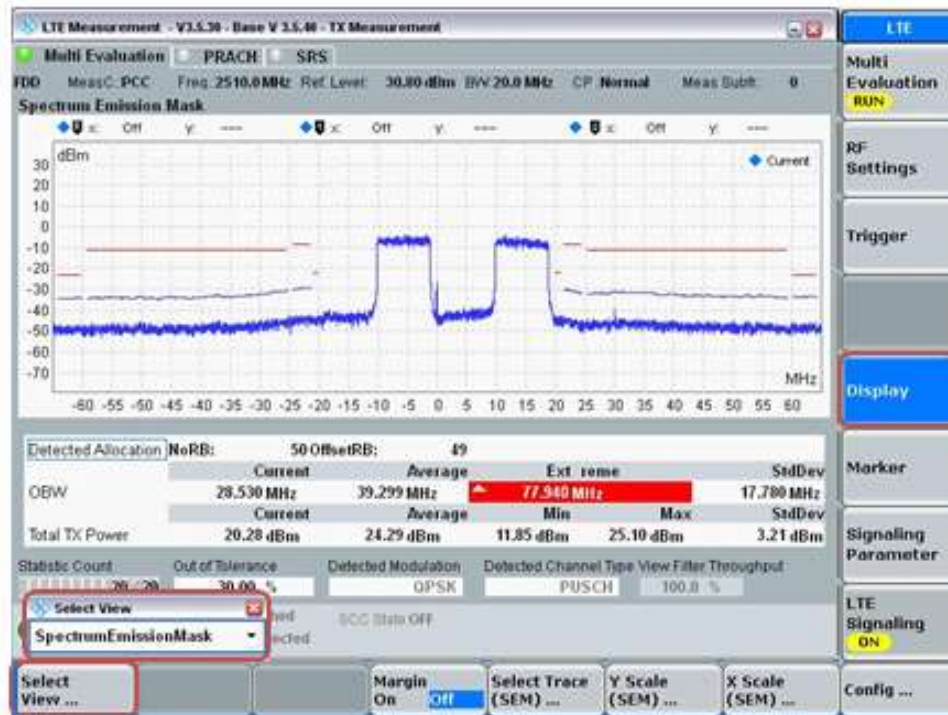 LTE Measurement - V3.5.30 - Base V 3.5.40 - TX Measurement
LTE
Multi Evaluation PRACH SRS
FDD MeasC: PCC Freq.: 2510.0 MHz Ref. Level: 30.80 dBm BW: 20.0 MHz CP: Normal Meas Subfr.: 0
Spectrum Emission Mask
x: Off y: --- x: Off y: --- x: Off y: ---
dBm
Current
30
20
10
0
-10
-20
-30
-40
-50
-60
-70
MHz
-60 -55 -50 -45 -40 -35 -30 -25 -20 -15 -10 -5 0 5 10 15 20 25 30 35 40 45 50 55 60
Detected Allocation NoRB: 50 OffsetRB: 49
Current Average Ext reme StdDev
OBW 28.530 MHz 39.299 MHz 77.940 MHz 17.780 MHz
Current Average Min Max StdDev
Total TX Power 20.28 dBm 24.29 dBm 11.85 dBm 25.10 dBm 3.21 dBm
Statistic Count Out of Tolerance Detected Modulation Detected Channel Type View Filter Throughput
20 / 20 30.00 % QPSK PUSCH 100.0 %
Select View
SCC State OFF
SpectrumEmissionMask
Select View ...
Margin On Off
Select Trace (SEM) ...
Y Scale (SEM) ...
X Scale (SEM) ...
Multi Evaluation RUN
RF Settings
Trigger
Display
Marker
Signaling Parameter
LTE Signaling ON
Config ...